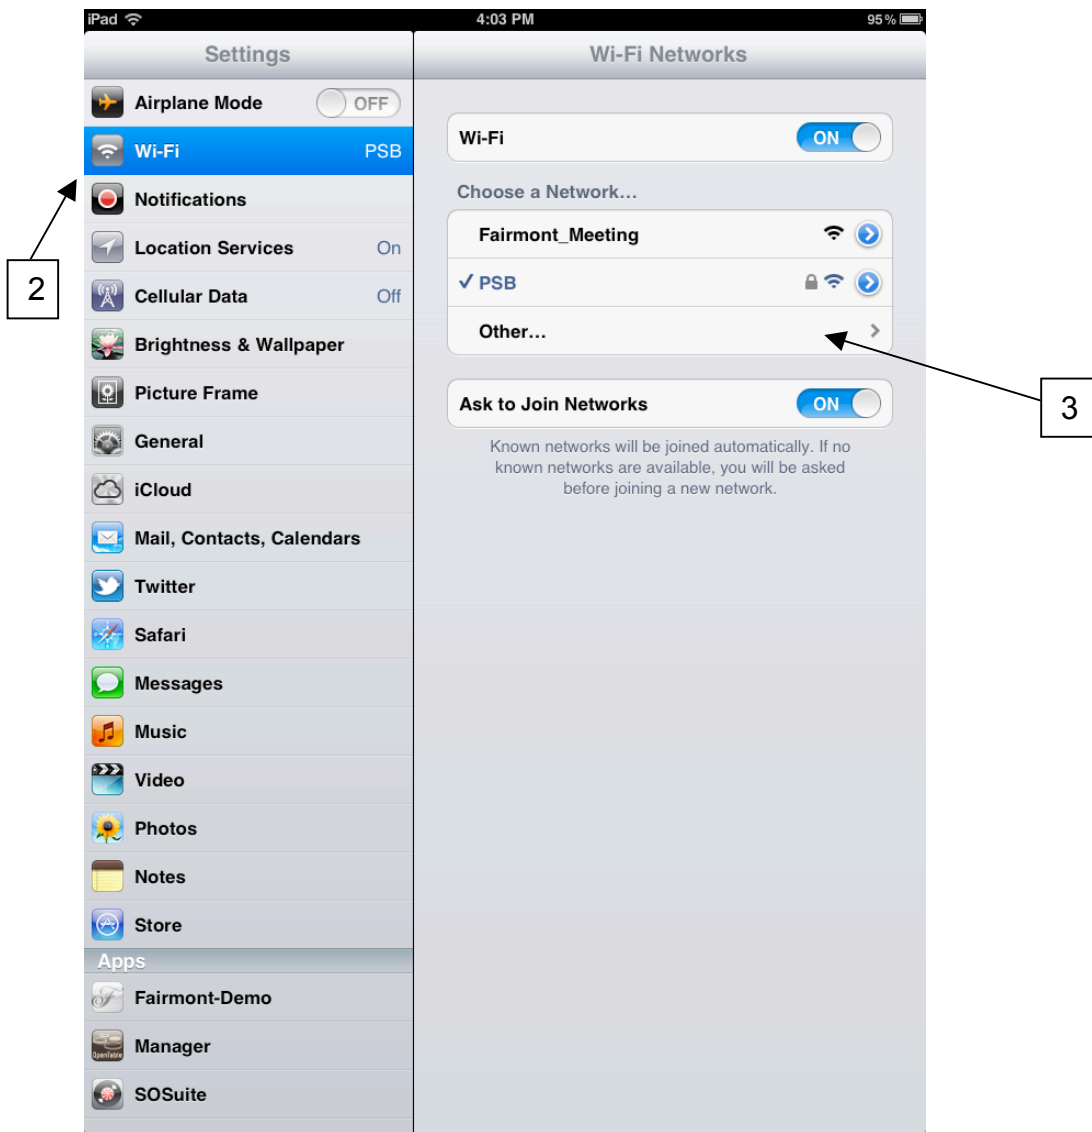 iPad 4:03 PM 95%
Settings
Airplane Mode OFF
Wi-Fi PSB
Notifications
Location Services On
Cellular Data Off
Brightness & Wallpaper
Picture Frame
General
iCloud
Mail, Contacts, Calendars
Twitter
Safari
Messages
Music
Video
Photos
Notes
Store
Apps
Fairmont-Demo
OpenTable
Manager
SOSuite
Wi-Fi Networks
Wi-Fi ON
Choose a Network...
Fairmont_Meeting
✓ PSB
Other...
Ask to Join Networks ON
Known networks will be joined automatically. If no
known networks are available, you will be asked
before joining a new network.
2
3